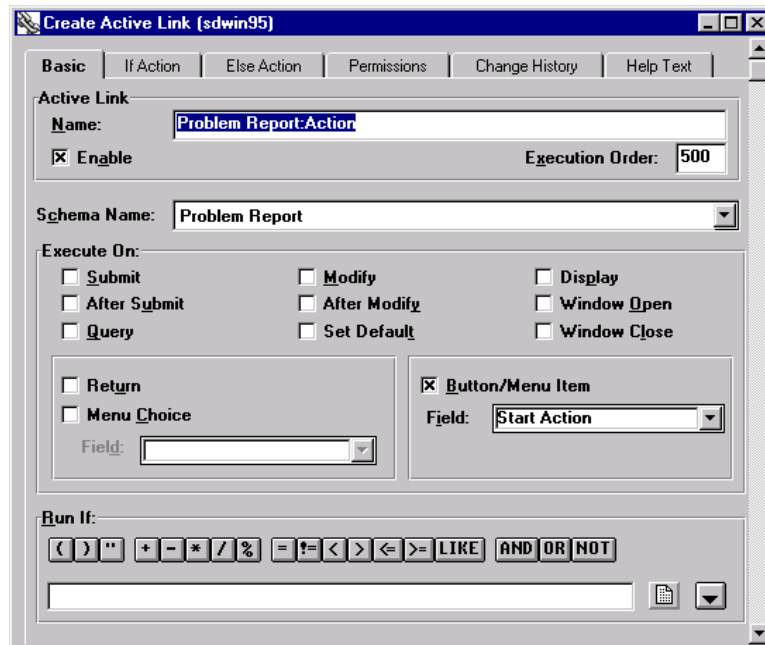 Create Active Link (sdwin95)
Basic If Action Else Action Permissions Change History Help Text
Active Link
Name: Problem Report:Action
Enable Execution Order: 500
Schema Name: Problem Report
Execute On:
Submit Modify Display
After Submit After Modify Window Open
Query Set Default Window Close
Return Button/Menu Item
Menu Choice Field: Start Action
Field:
Run If:
( ) " + - * / % = != < > <= >= LIKE AND OR NOT